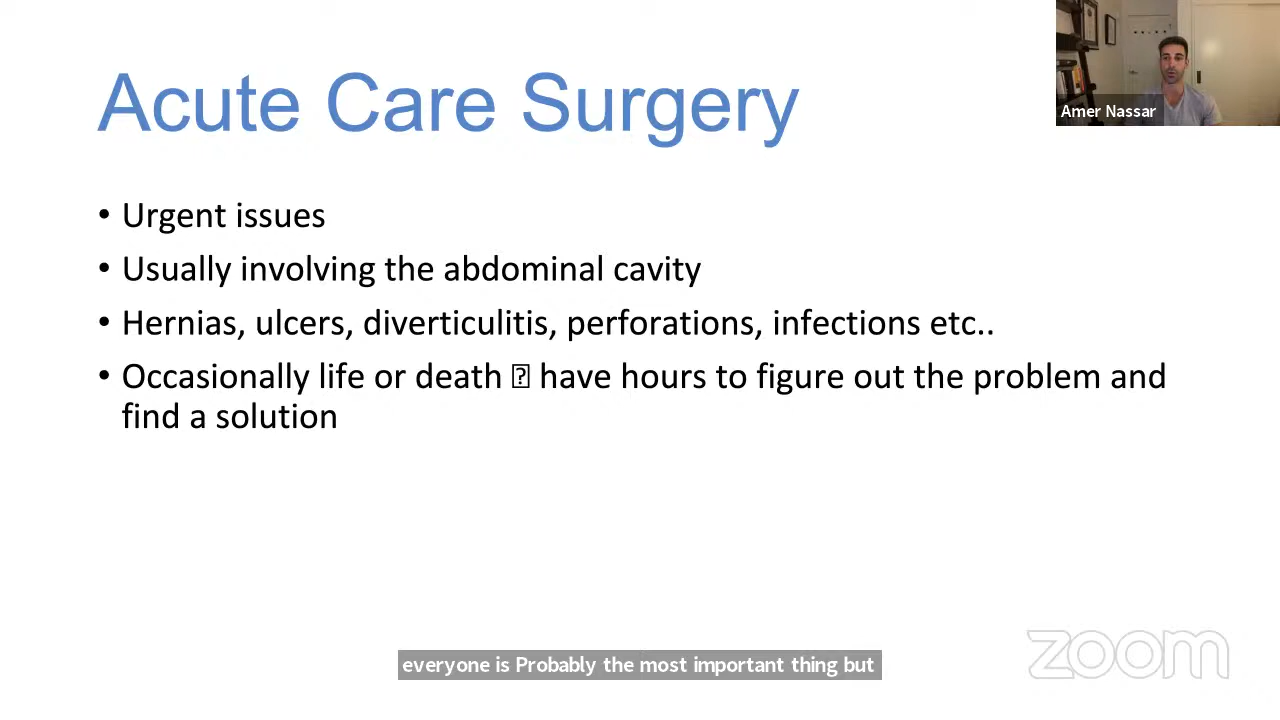 Acute Care Surgery
Amer Nassar
• Urgent issues
• Usually involving the abdominal cavity
• Hernias, ulcers, diverticulitis, perforations, infections etc..
• Occasionally life or death ⍰ have hours to figure out the problem and
find a solution
everyone is Probably the most important thing but
zoom